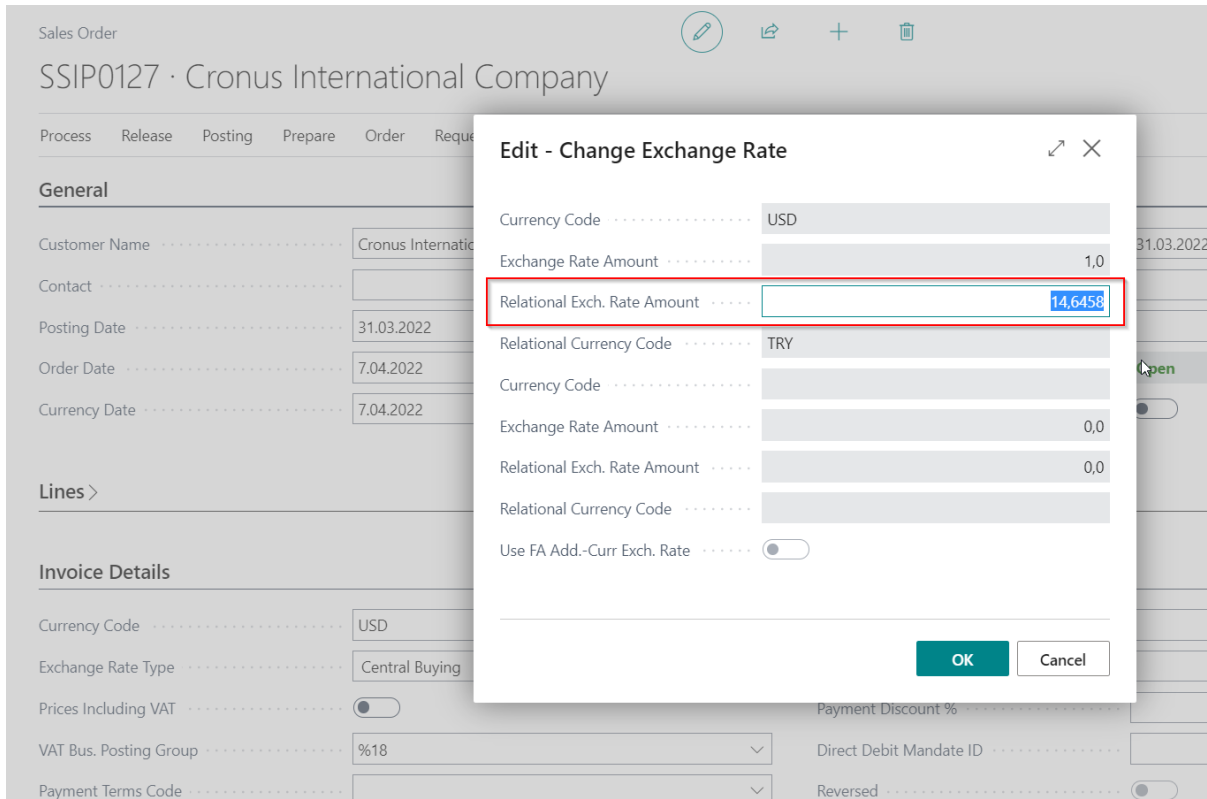 Sales Order
SSIP0127 · Cronus International Company
Process Release Posting Prepare Order Reque
General
Customer Name Cronus Internatio
Contact
Posting Date 31.03.2022
Order Date 7.04.2022
Currency Date 7.04.2022
31.03.2022
Open
Edit - Change Exchange Rate
Currency Code USD
Exchange Rate Amount 1,0
Relational Exch. Rate Amount 14,6458
Relational Currency Code TRY
Currency Code
Exchange Rate Amount 0,0
Relational Exch. Rate Amount 0,0
Relational Currency Code
Use FA Add.-Curr Exch. Rate
OK Cancel
Lines
Invoice Details
Currency Code USD
Exchange Rate Type Central Buying
Prices Including VAT
VAT Bus. Posting Group %18
Payment Terms Code
Payment Discount %
Direct Debit Mandate ID
Reversed